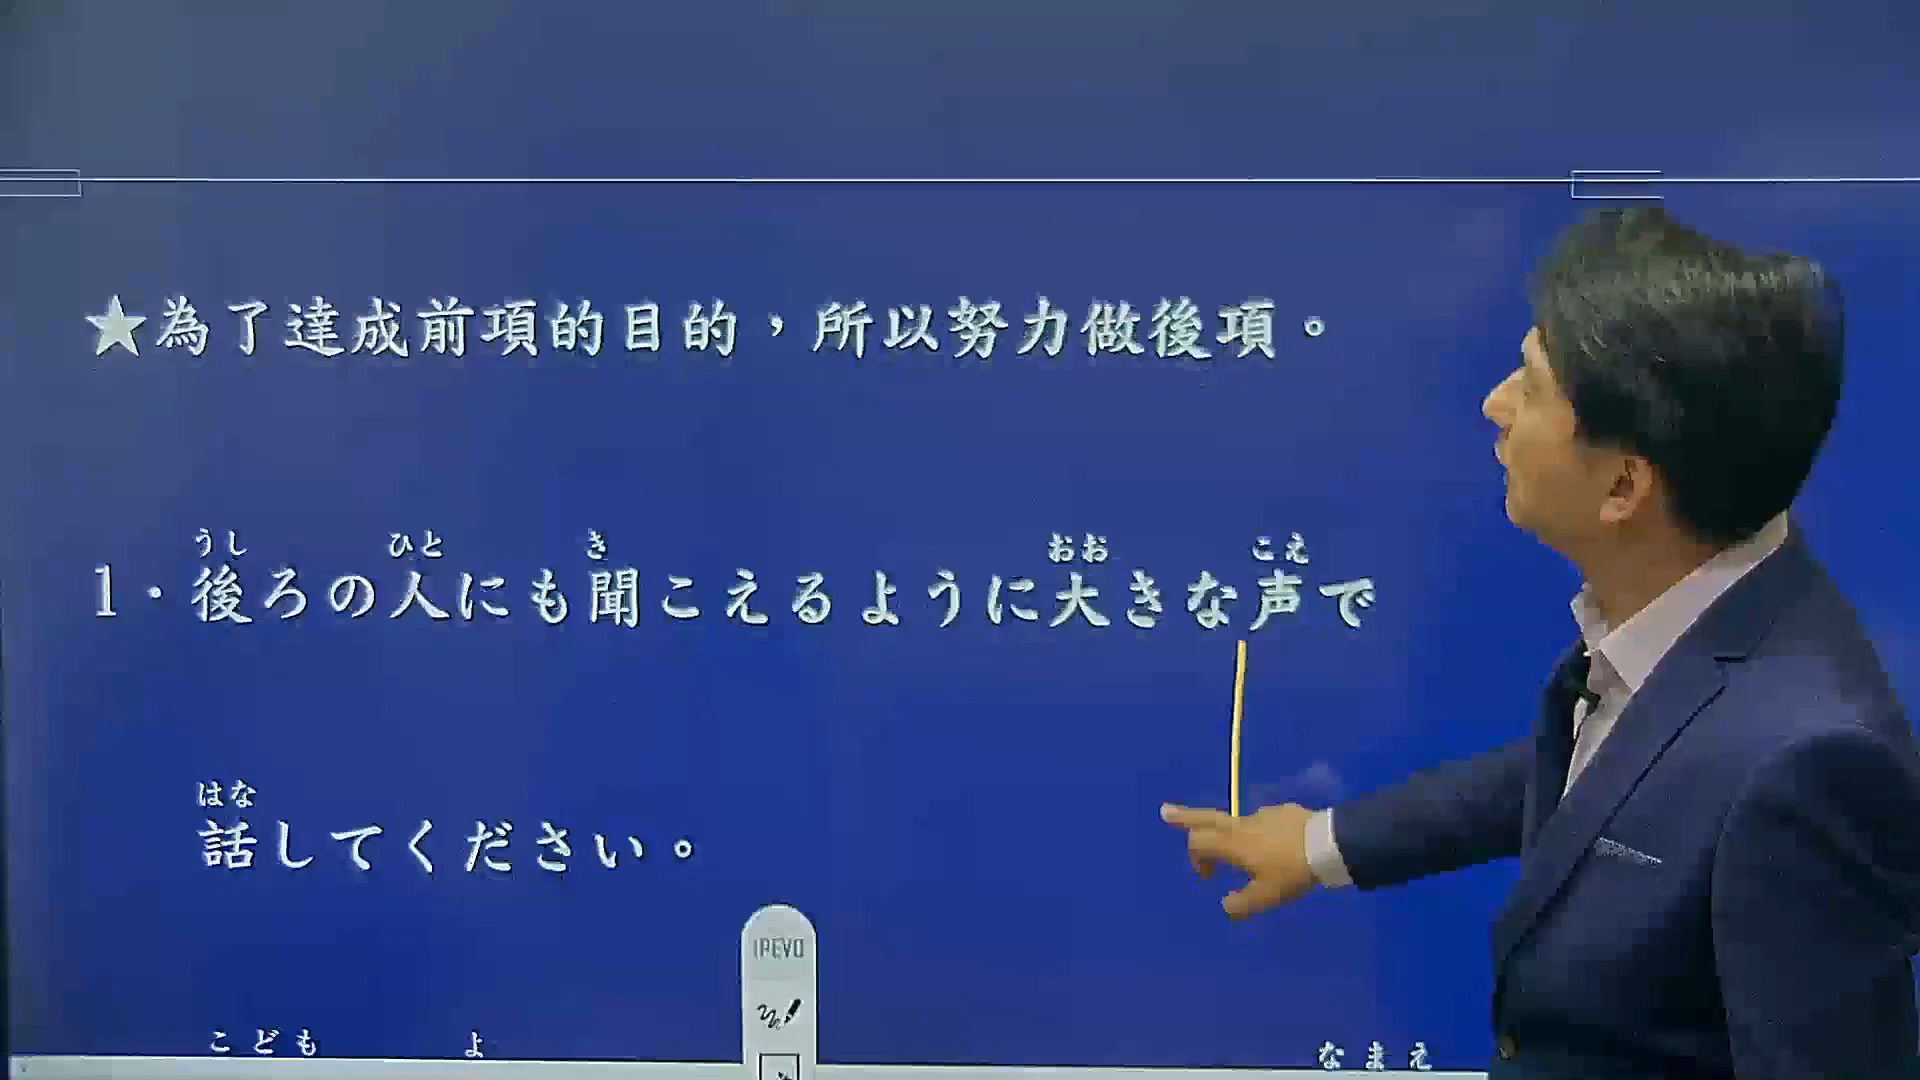 ★為了達成前項的目的，所以努力做後項。
うし ひと き おお こえ
1・後ろの人にも聞こえるように大きな声で
はな
話してください。
IPEVO
こども よ なまえ